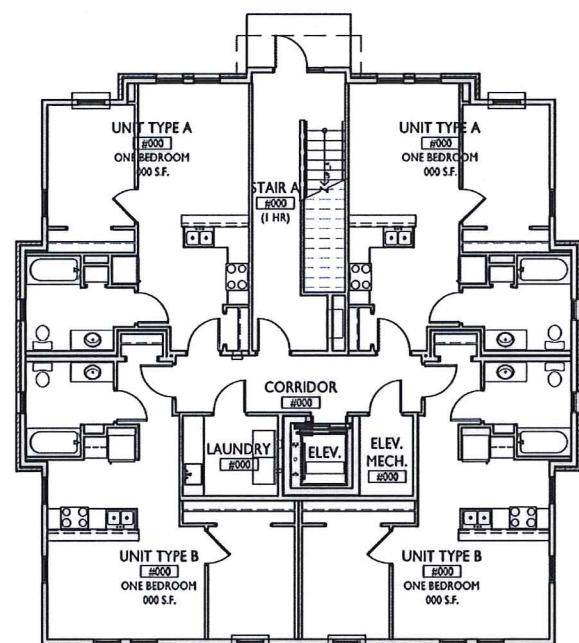 UNIT TYPE A
#000
ONE BEDROOM
000 S.F.
STAIR A
#000
(1 HR)
UNIT TYPE A
#000
ONE BEDROOM
000 S.F.
CORRIDOR
#000
LAUNDRY
#000
ELEV.
ELEV.
MECH.
#000
UNIT TYPE B
#000
ONE BEDROOM
000 S.F.
UNIT TYPE B
#000
ONE BEDROOM
000 S.F.